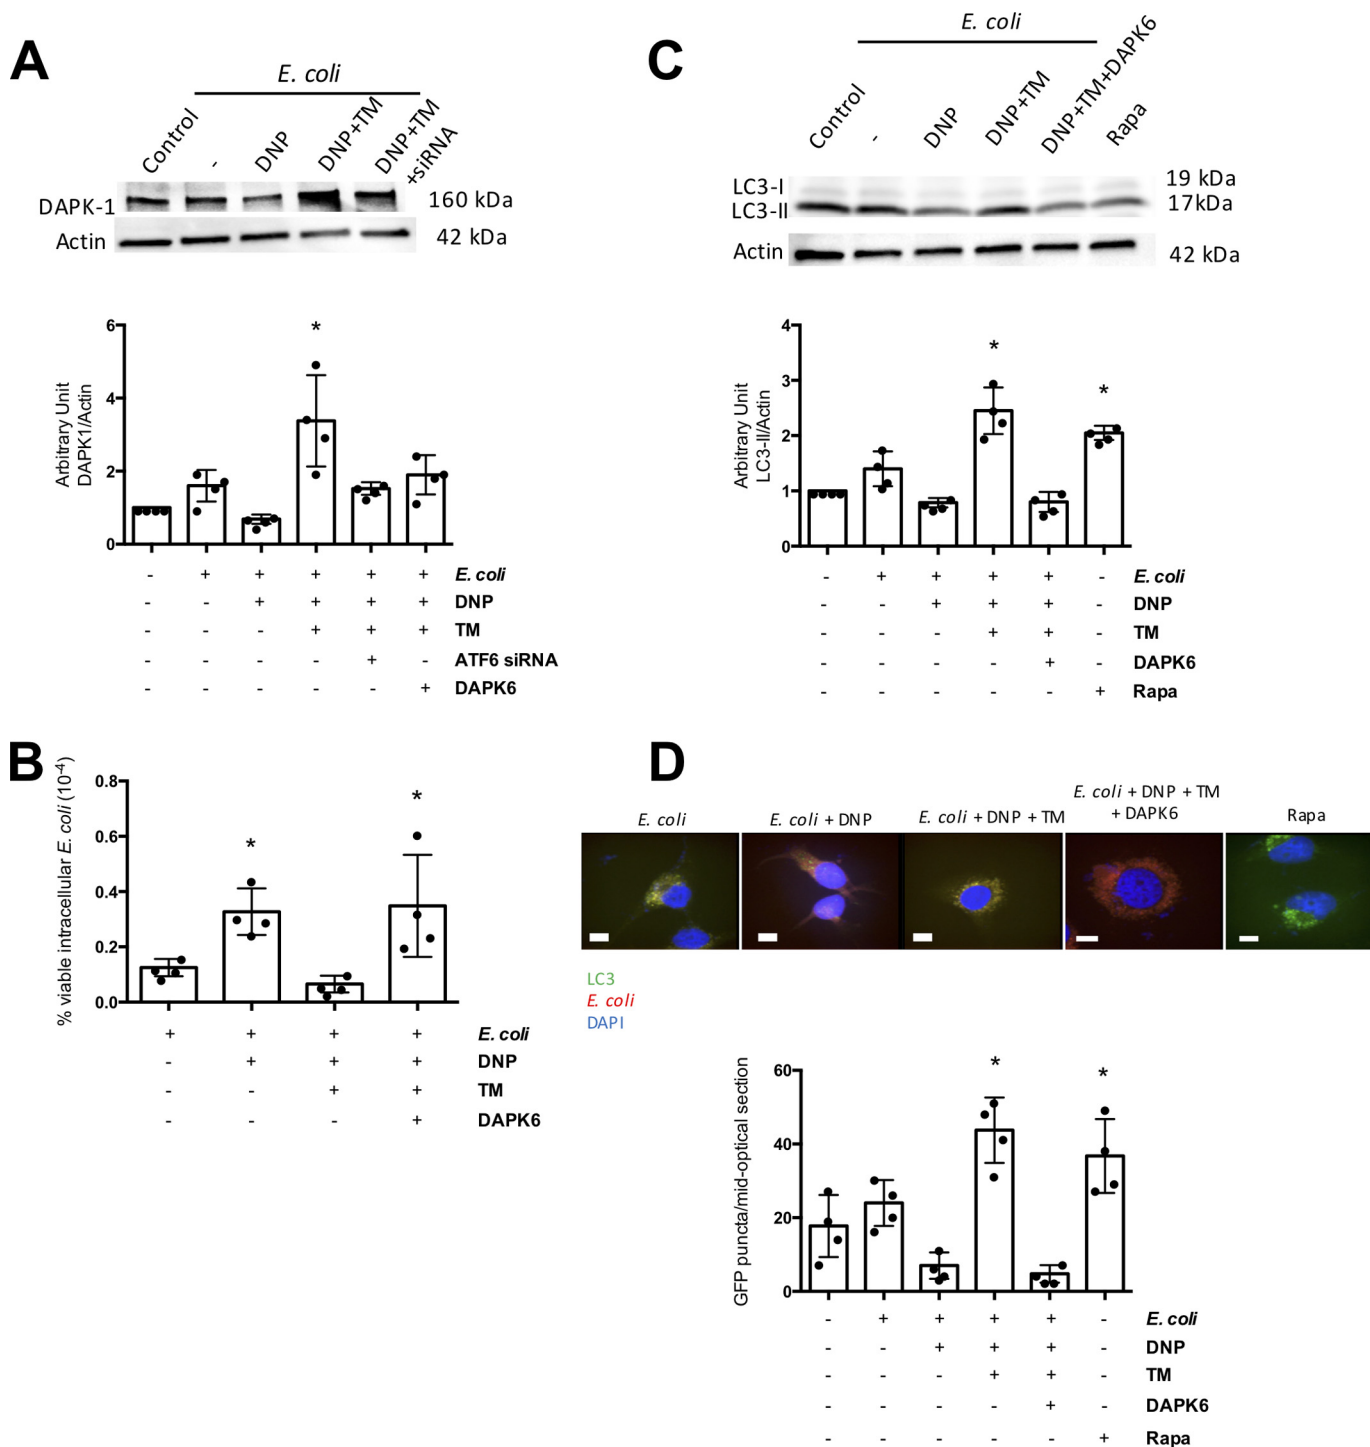 A
E. coli
Control
-
DNP
DNP+TM
DNP+TM
+siRNA
DAPK-1
160 kDa
Actin
42 kDa
6
4
2
0
Arbitrary Unit
DAPK1/Actin
*
- + + + + + E. coli
- - + + + + DNP
- - - + + + TM
- - - - + - ATF6 siRNA
- - - - - + DAPK6
B
% viable intracellular E. coli (10-4)
0.8
0.6
0.4
0.2
0.0
*
*
+ + + + E. coli
- + + + DNP
- - + + TM
- - - + DAPK6
C
E. coli
Control
-
DNP
DNP+TM
DNP+TM+DAPK6
Rapa
LC3-I
19 kDa
LC3-II
17kDa
Actin
42 kDa
4
3
2
1
0
Arbitrary Unit
LC3-II/Actin
*
*
- + + + + - E. coli
- - + + + - DNP
- - - + + - TM
- - - - + - DAPK6
- - - - - + Rapa
D
E. coli
E. coli + DNP
E. coli + DNP + TM
E. coli + DNP + TM
+ DAPK6
Rapa
LC3
E. coli
DAPI
60
40
20
0
GFP puncta/mid-optical section
*
*
- + + + + - E. coli
- - + + + - DNP
- - - + + - TM
- - - - + - DAPK6
- - - - - + Rapa